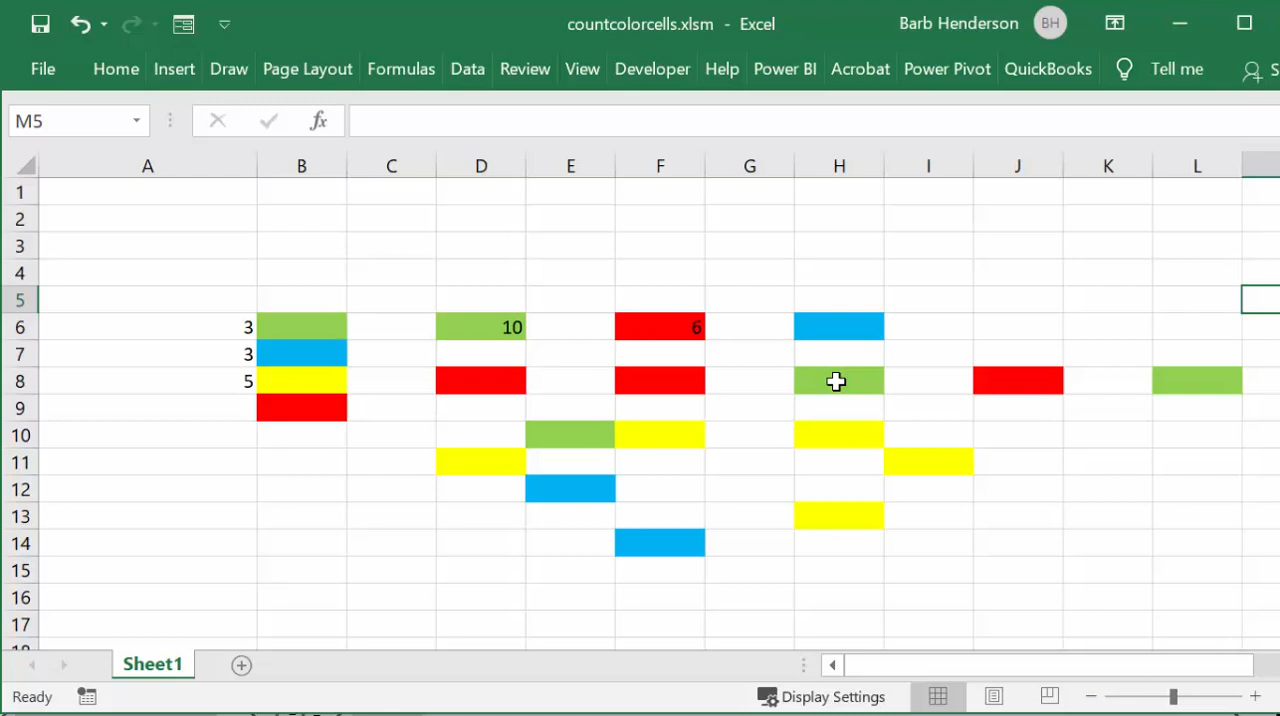 countcolorcells.xlsm - Excel Barb Henderson BH
File Home Insert Draw Page Layout Formulas Data Review View Developer Help Power BI Acrobat Power Pivot QuickBooks Tell me S
M5 fx
A B C D E F G H I J K L
1
2
3
4
5
6 3 10 6
7 3
8 5
9
10
11
12
13
14
15
16
17
18
Sheet1
Ready Display Settings